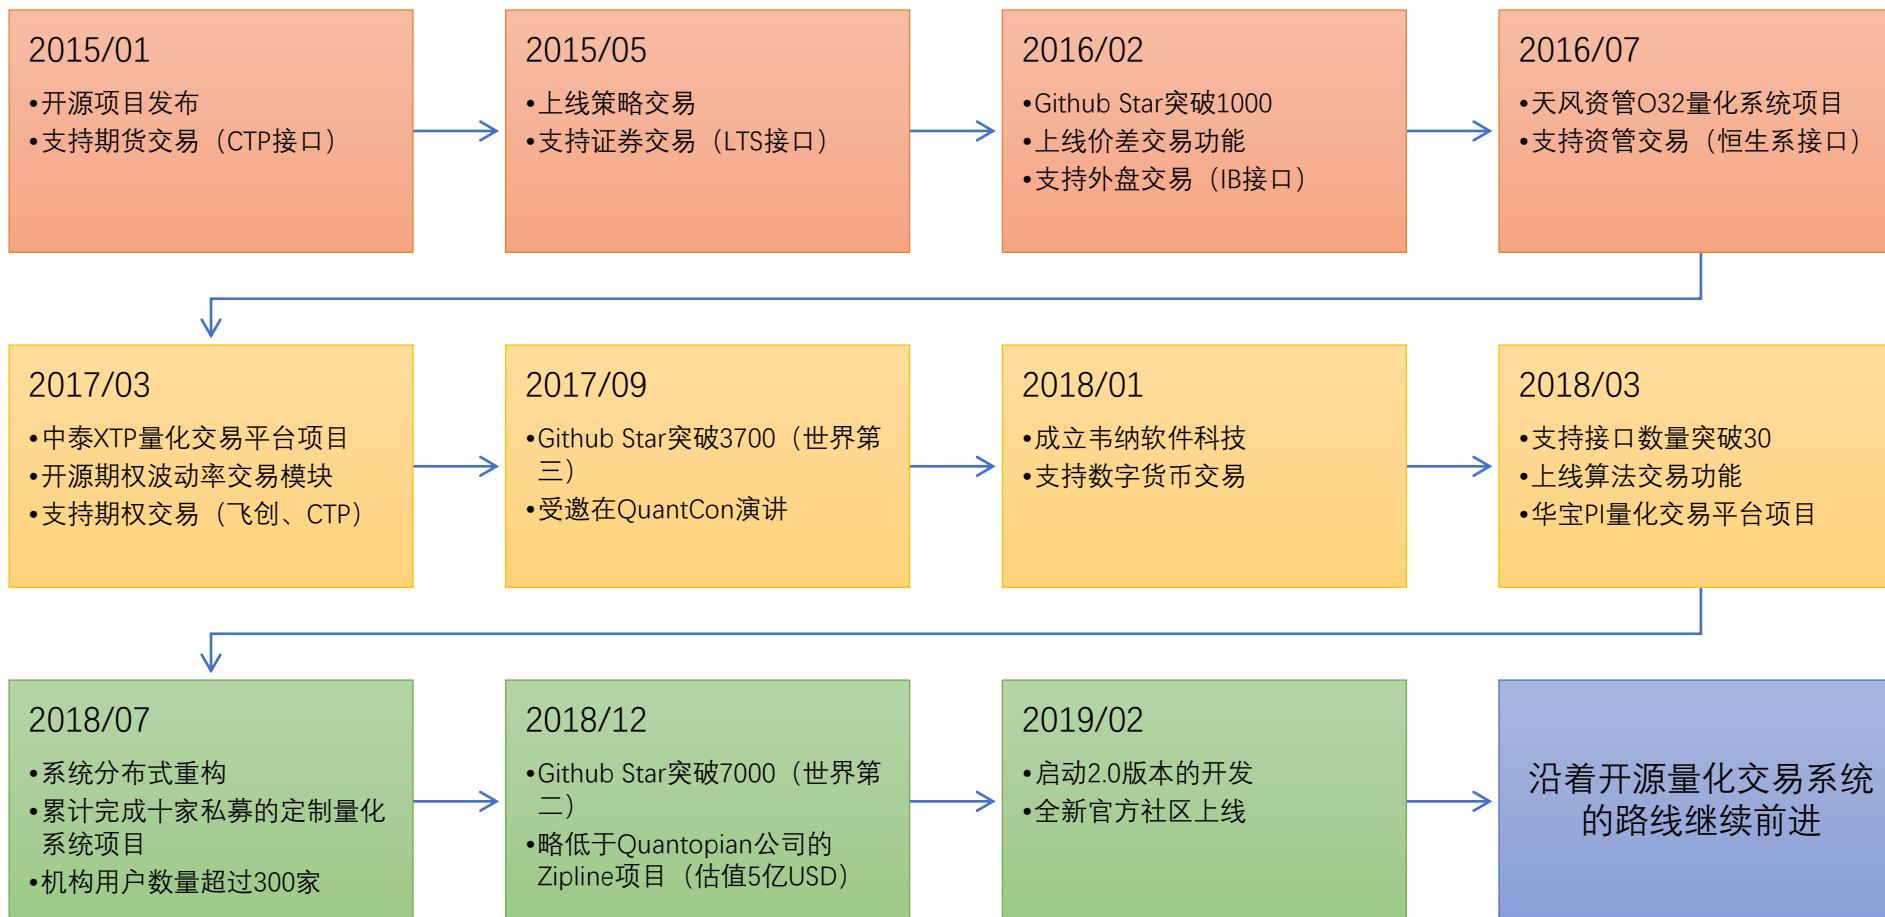 2015/01
•开源项目发布
•支持期货交易（CTP接口）
2015/05
•上线策略交易
•支持证券交易（LTS接口）
2016/02
•Github Star突破1000
•上线价差交易功能
•支持外盘交易（IB接口）
2016/07
•天风资管O32量化系统项目
•支持资管交易（恒生系接口）
2017/03
•中泰XTP量化交易平台项目
•开源期权波动率交易模块
•支持期权交易（飞创、CTP）
2017/09
•Github Star突破3700（世界第
三）
•受邀在QuantCon演讲
2018/01
•成立韦纳软件科技
•支持数字货币交易
2018/03
•支持接口数量突破30
•上线算法交易功能
•华宝PI量化交易平台项目
2018/07
•系统分布式重构
•累计完成十家私募的定制量化
系统项目
•机构用户数量超过300家
2018/12
•Github Star突破7000（世界第
二）
•略低于Quantopian公司的
Zipline项目（估值5亿USD）
2019/02
•启动2.0版本的开发
•全新官方社区上线
沿着开源量化交易系统
的路线继续前进